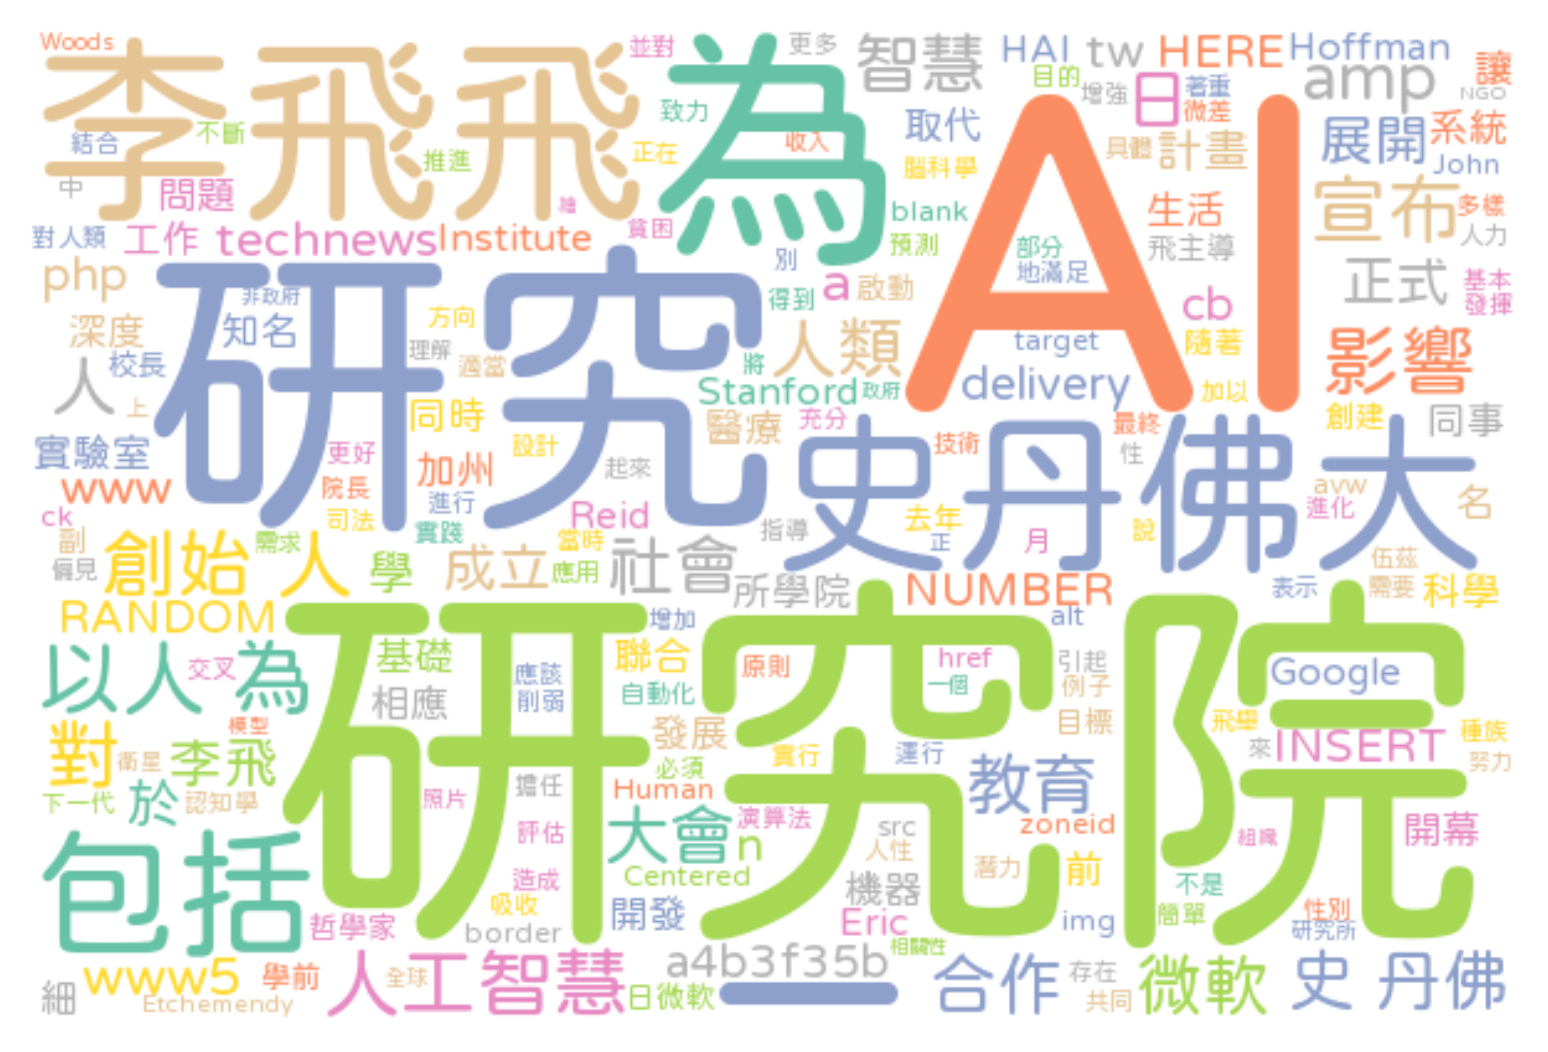 Woods
李飛飛
為
並對
更多
智慧
HAI
tw
HERE
Hoffman
目的
增強
日
著重
微差
amp
讓
NGO
結合
不斷
推進
致力
正在
收入
取代
腦科學
具體
計畫
展開
系統
John
中
問題
繪
AI
宣布
多樣
人力
對人類
工作
technews
Institute
貧困
blank
預測
生活
飛主導
部分
地滿足
php
非政府
研究
別
得到
a
啟動
cb
正式
基本
發揮
深度
知名
方向
理解
適當
人類
target
隨著
影響
人
校長
上
將
Stanford
政府
delivery
加以
創建
同事
同時
設計
醫療
充分
史丹佛大
技術
最終
性
實驗室
更好
加州
起來
www
院長
進行
avw
進化
名
ck
司法
實踐
Reid
指導
去年
正
月
說
副
偏見
創始人
需求
學
成立
當時
應用
社會
所學院
NUMBER
伍茲
表示
需要
科學
RANDOM
研究院
增加
alt
以人為
交叉
基礎
相應
應該
削弱
聯合
自動化
原則
href
一個
引起
例子
Google
目標
對
模型
衛星
李飛
發展
必須
實行
運行
飛舉
來
INSERT
種族
努力
下一代
於
認知學
照片
擔任
Human
教育
大會
演算法
n
src
人性
zoneid
組織
開幕
包括
評估
造成
吸收
Centered
機器
潛力
前
不是
簡單
性別
研究所
哲學家
border
開發
Eric
相關性
img
www5
學前
人工智慧
全球
a4b3f35b
合作
存在
共同
微軟
史丹佛
細
Etchemendy
日微軟
一